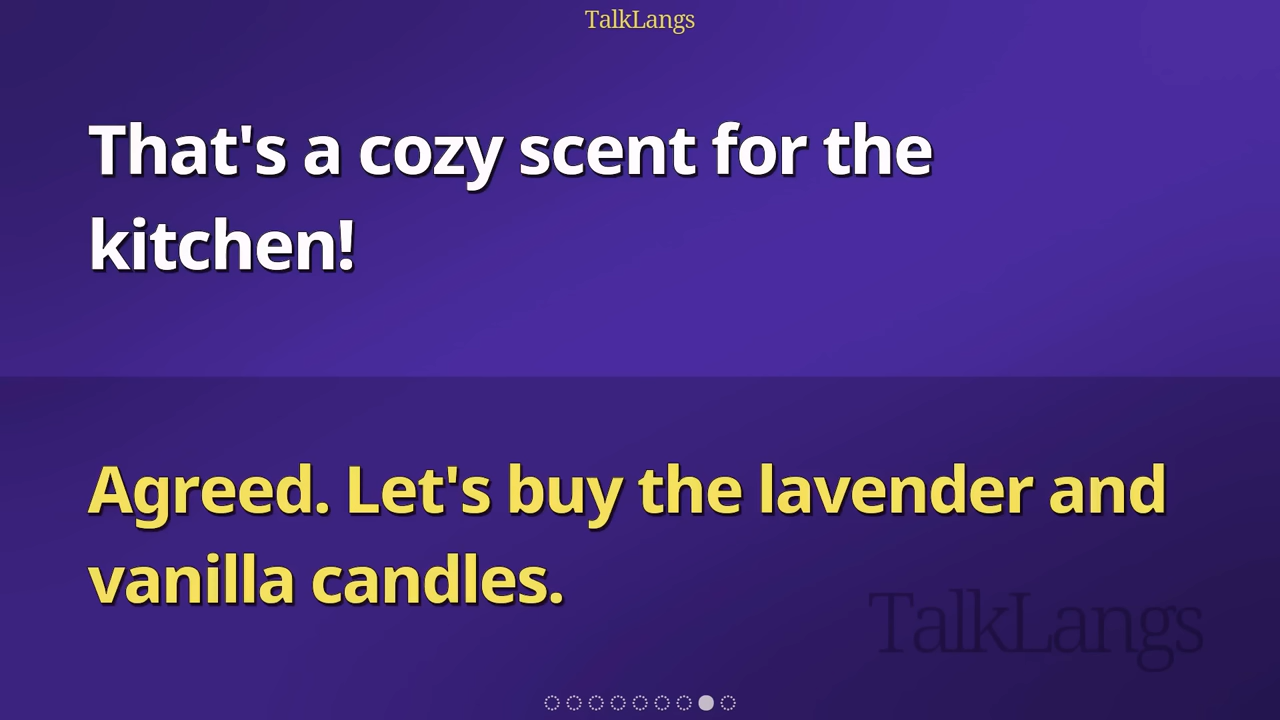 TalkLangs
That's a cozy scent for the
kitchen!
Agreed. Let's buy the lavender and
vanilla candles.
TalkLangs